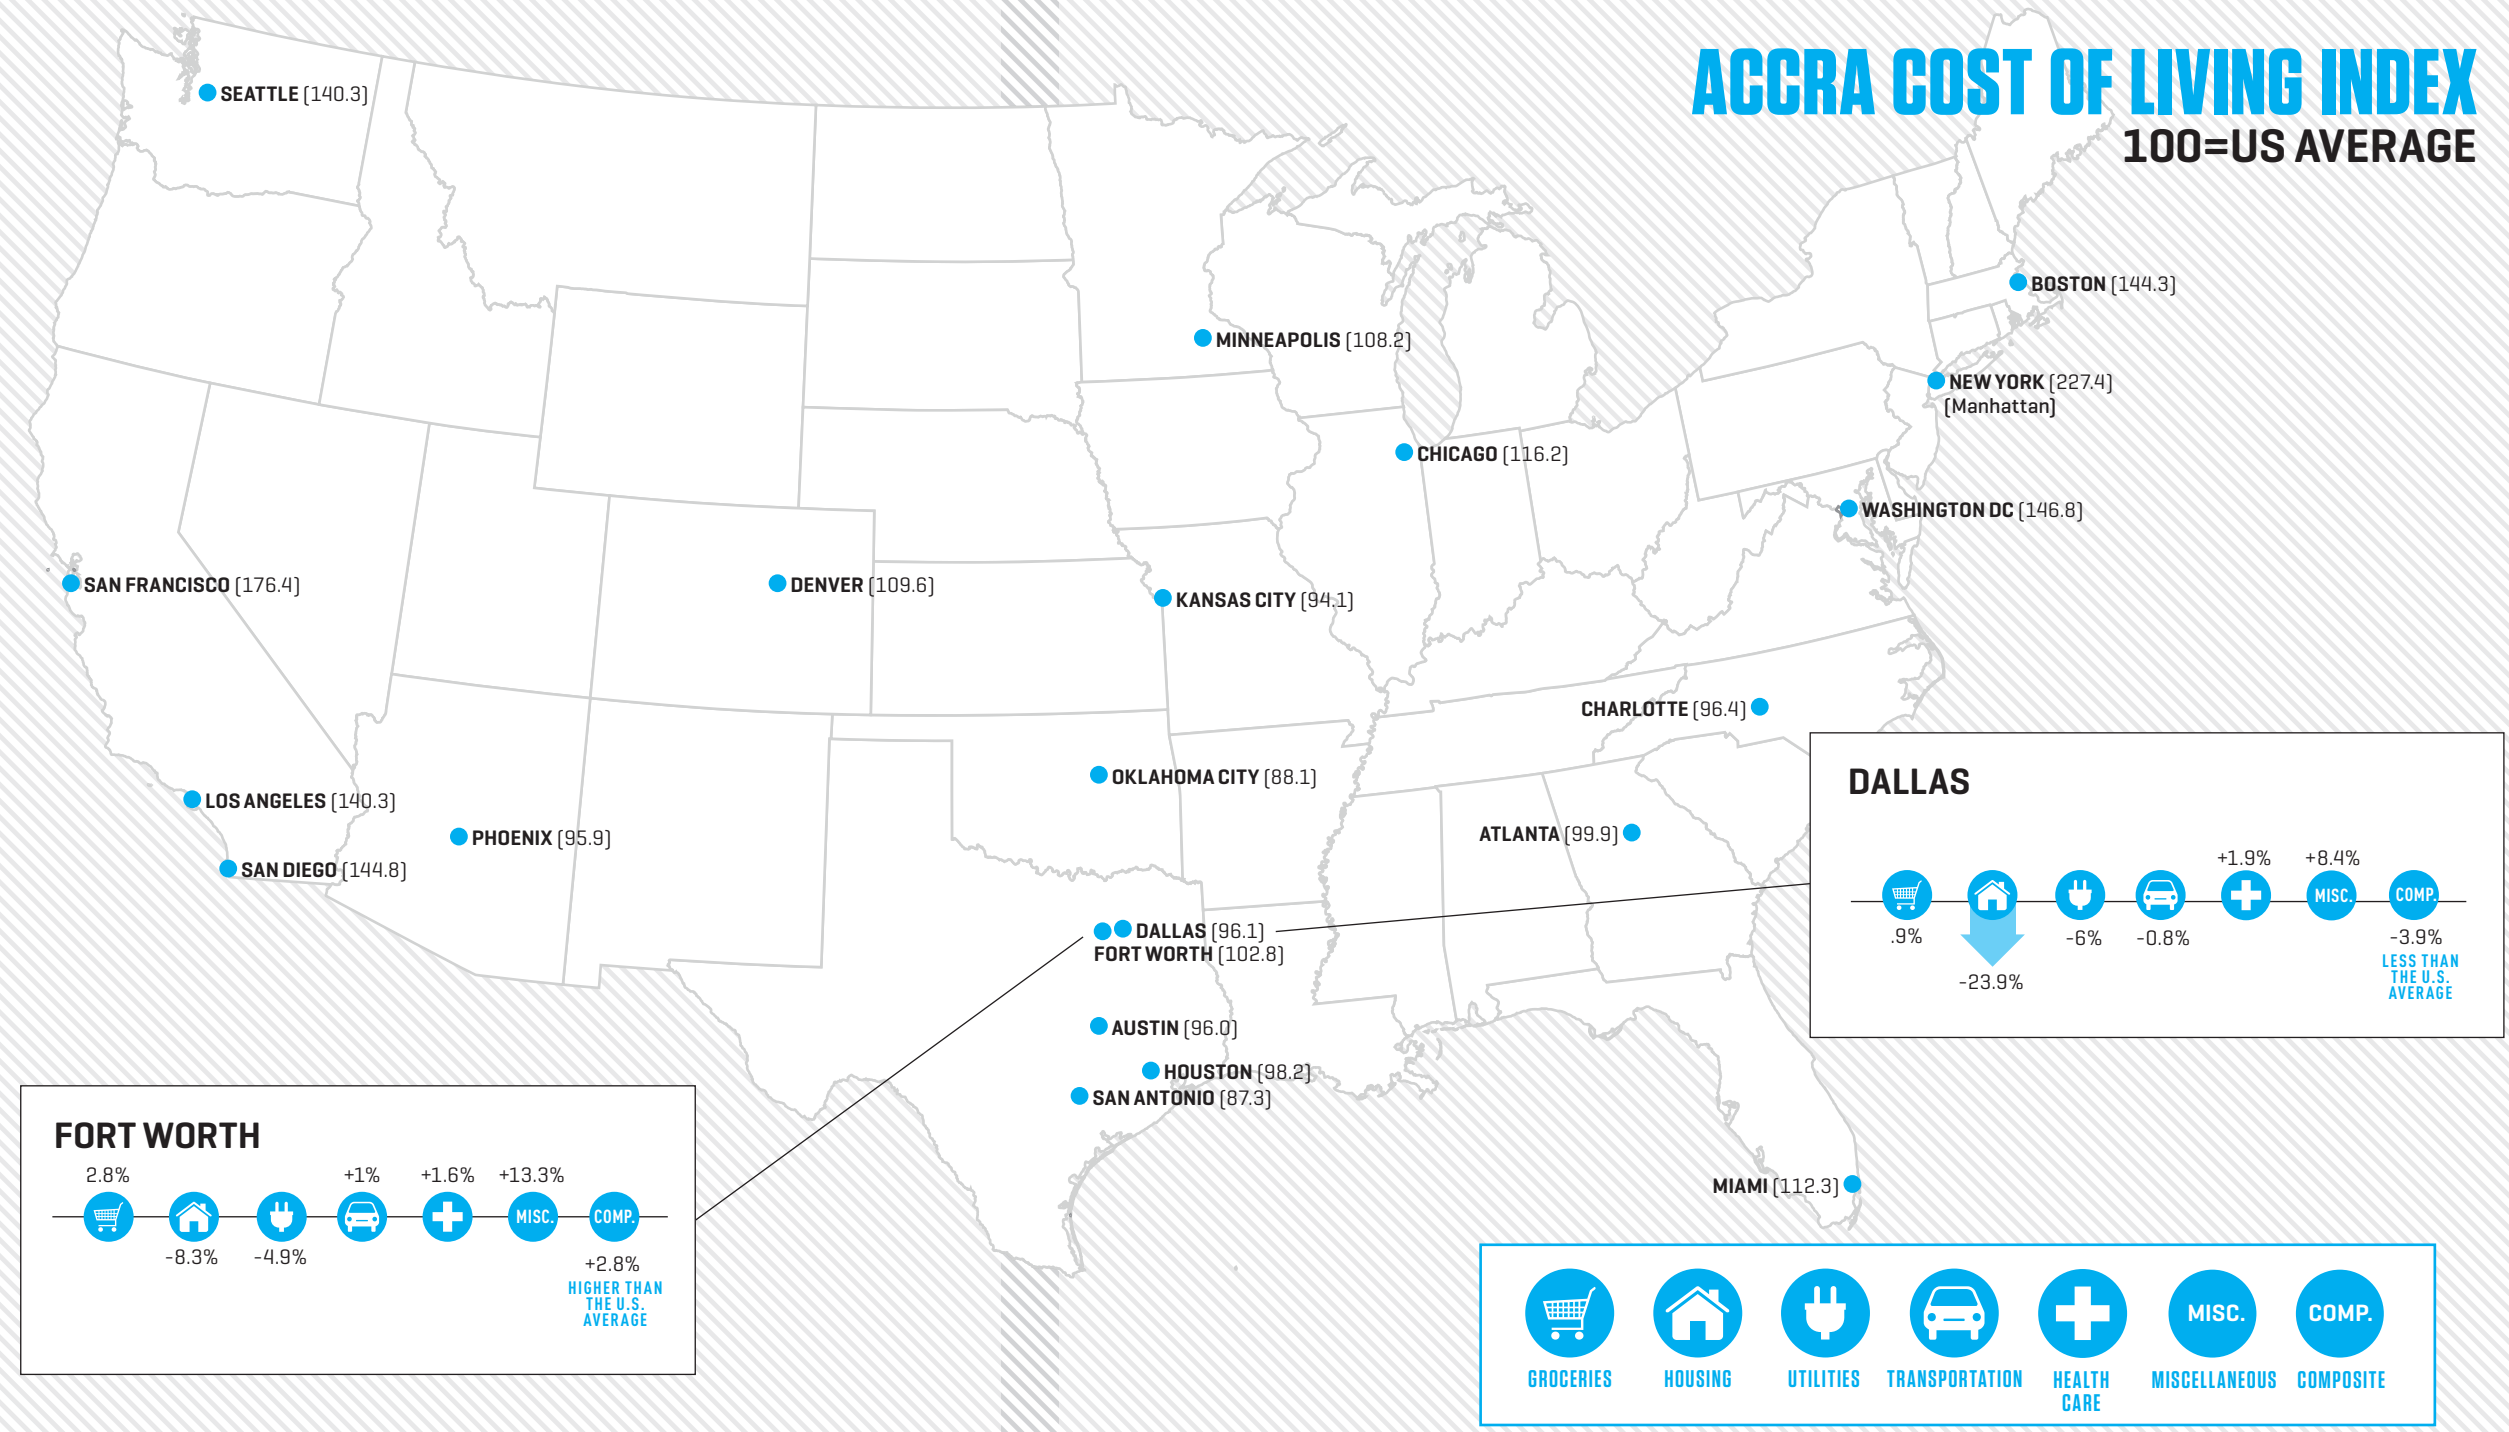 ACCRA COST OF LIVING INDEX
100=US AVERAGE
SEATTLE (140.3)
BOSTON (144.3)
MINNEAPOLIS (108.2)
NEW YORK (227.4)
(Manhattan)
CHICAGO (116.2)
WASHINGTON DC (146.8)
SAN FRANCISCO (176.4)
DENVER (109.6)
KANSAS CITY (94.1)
CHARLOTTE (96.4)
OKLAHOMA CITY (88.1)
LOS ANGELES (140.3)
PHOENIX (95.9)
ATLANTA (99.9)
SAN DIEGO (144.8)
DALLAS (96.1)
FORT WORTH (102.8)
AUSTIN (96.0)
HOUSTON (98.2)
SAN ANTONIO (87.3)
MIAMI (112.3)
DALLAS
+1.9% +8.4%
MISC. COMP.
.9% -6% -0.8% -3.9%
-23.9%
LESS THAN
THE U.S.
AVERAGE
FORT WORTH
2.8% +1% +1.6% +13.3%
MISC. COMP.
-8.3% -4.9% +2.8%
HIGHER THAN
THE U.S.
AVERAGE
MISC. COMP.
GROCERIES HOUSING UTILITIES TRANSPORTATION HEALTH MISCELLANEOUS COMPOSITE
CARE